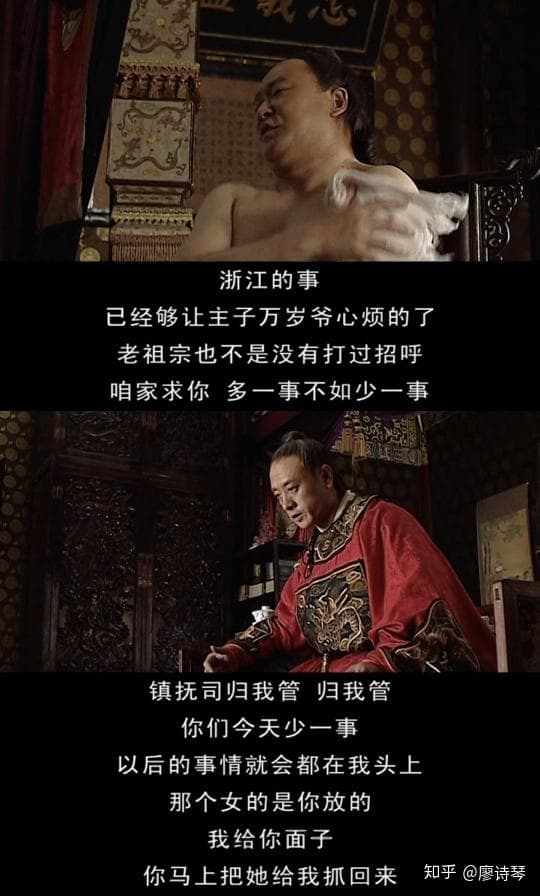 浙江的事
已经够让主子万岁爷心烦的了
老祖宗也不是没有打过招呼
咱家求你 多一事不如少一事
镇抚司归我管 归我管
你们今天少一事
以后的事情就会都在我头上
那个女的是你放的
我给你面子
你马上把她给我抓回来
知乎 @廖诗琴